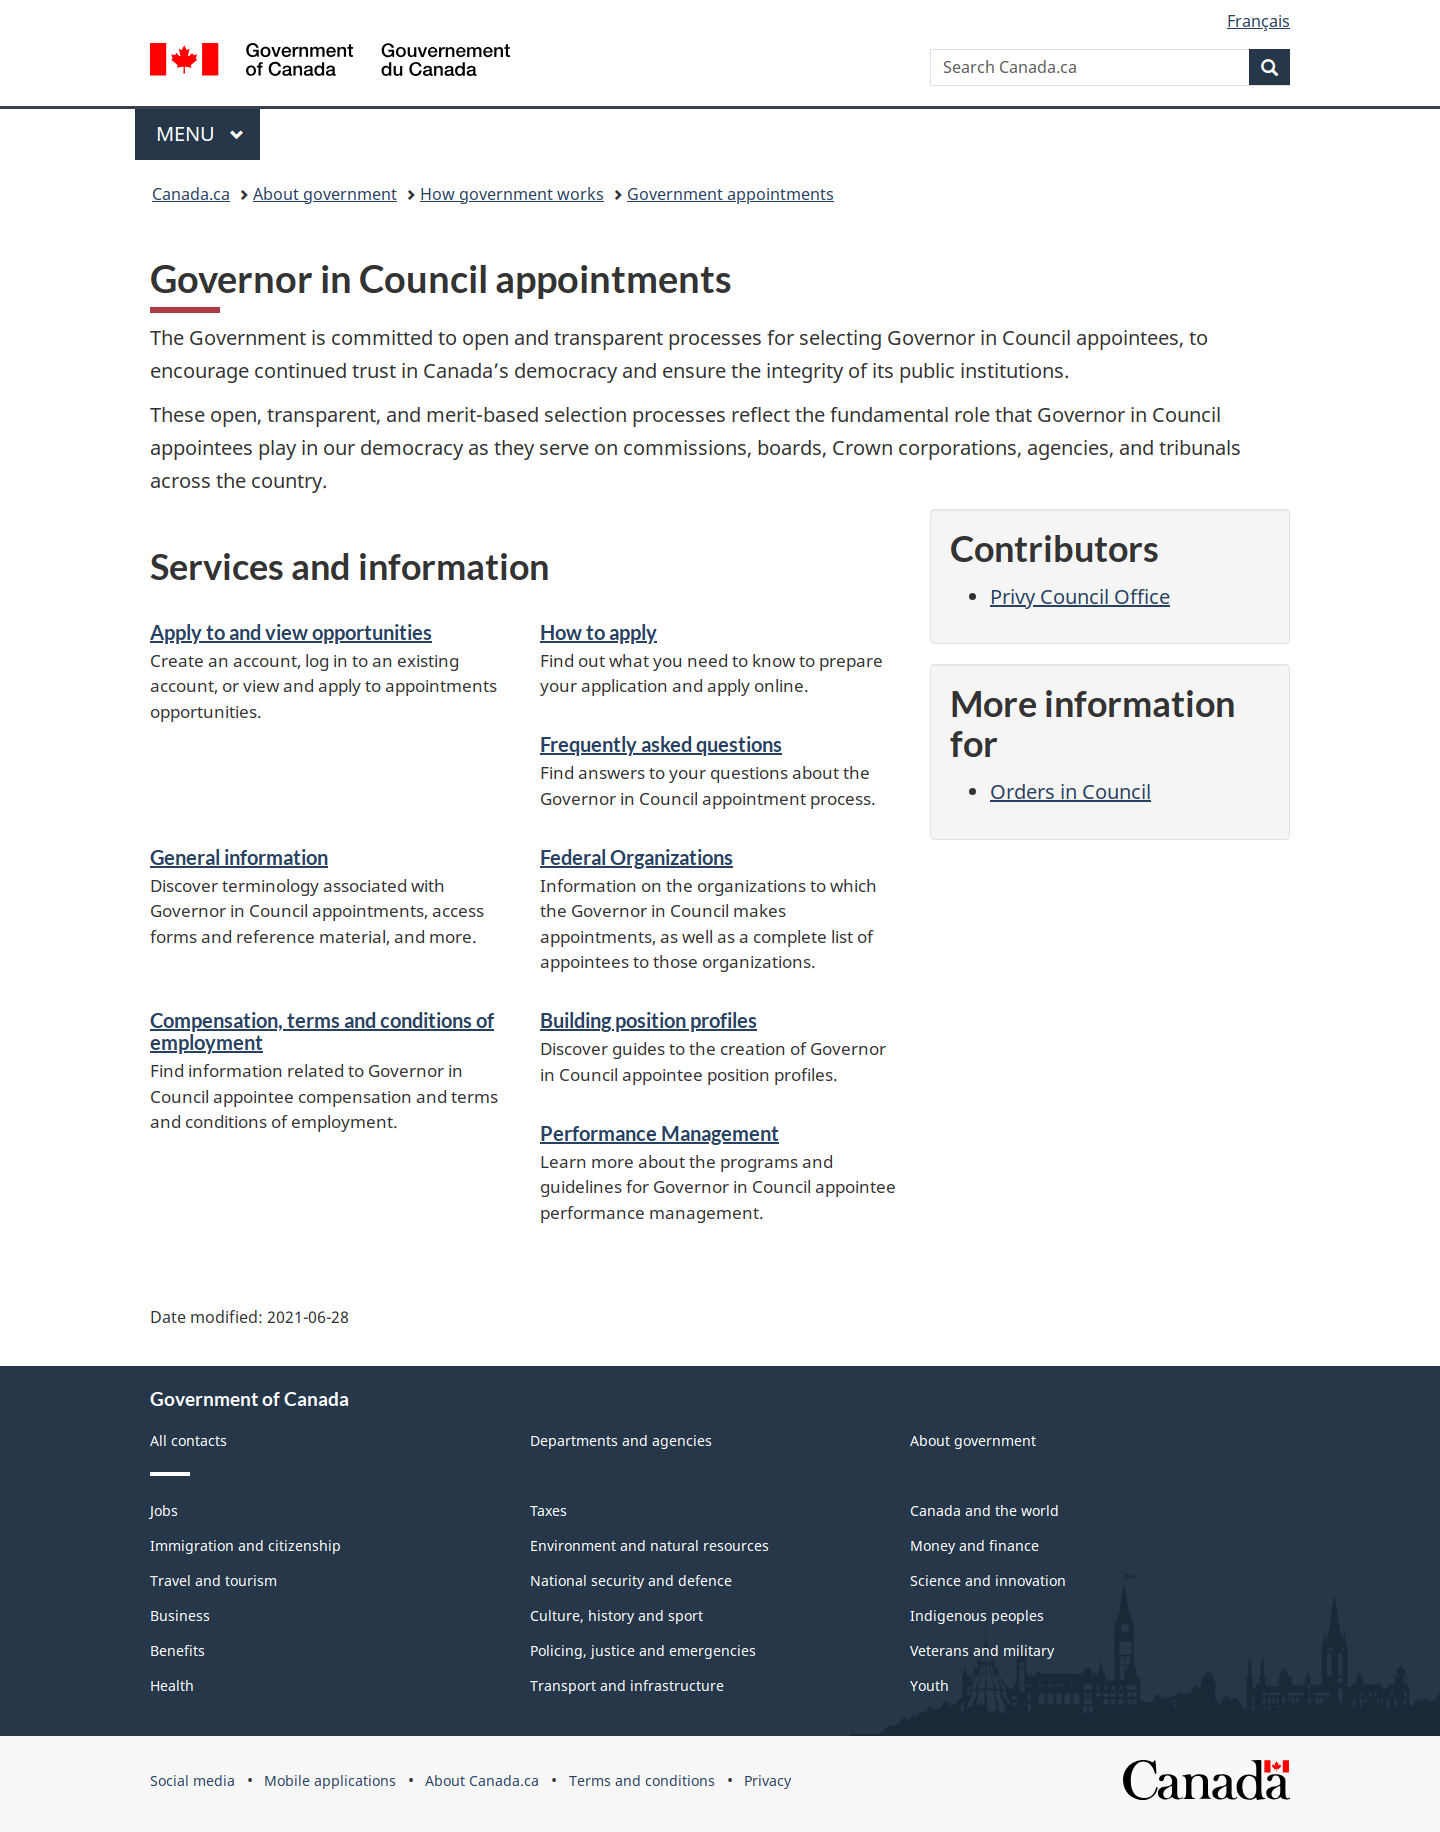 Français
Government
of Canada
Gouvernement
du Canada
Search Canada.ca
MENU
Canada.ca About government How government works Government appointments
Governor in Council appointments
The Government is committed to open and transparent processes for selecting Governor in Council appointees, to
encourage continued trust in Canada’s democracy and ensure the integrity of its public institutions.
These open, transparent, and merit-based selection processes reflect the fundamental role that Governor in Council
appointees play in our democracy as they serve on commissions, boards, Crown corporations, agencies, and tribunals
across the country.
Services and information
Apply to and view opportunities
Create an account, log in to an existing
account, or view and apply to appointments
opportunities.
How to apply
Find out what you need to know to prepare
your application and apply online.
Frequently asked questions
Find answers to your questions about the
Governor in Council appointment process.
General information
Discover terminology associated with
Governor in Council appointments, access
forms and reference material, and more.
Federal Organizations
Information on the organizations to which
the Governor in Council makes
appointments, as well as a complete list of
appointees to those organizations.
Compensation, terms and conditions of
employment
Find information related to Governor in
Council appointee compensation and terms
and conditions of employment.
Building position profiles
Discover guides to the creation of Governor
in Council appointee position profiles.
Performance Management
Learn more about the programs and
guidelines for Governor in Council appointee
performance management.
Contributors
• Privy Council Office
More information
for
• Orders in Council
Date modified: 2021-06-28
Government of Canada
All contacts
Departments and agencies
About government
Jobs
Taxes
Canada and the world
Immigration and citizenship
Environment and natural resources
Money and finance
Travel and tourism
National security and defence
Science and innovation
Business
Culture, history and sport
Indigenous peoples
Benefits
Policing, justice and emergencies
Veterans and military
Health
Transport and infrastructure
Youth
Social media • Mobile applications • About Canada.ca • Terms and conditions • Privacy
Canada